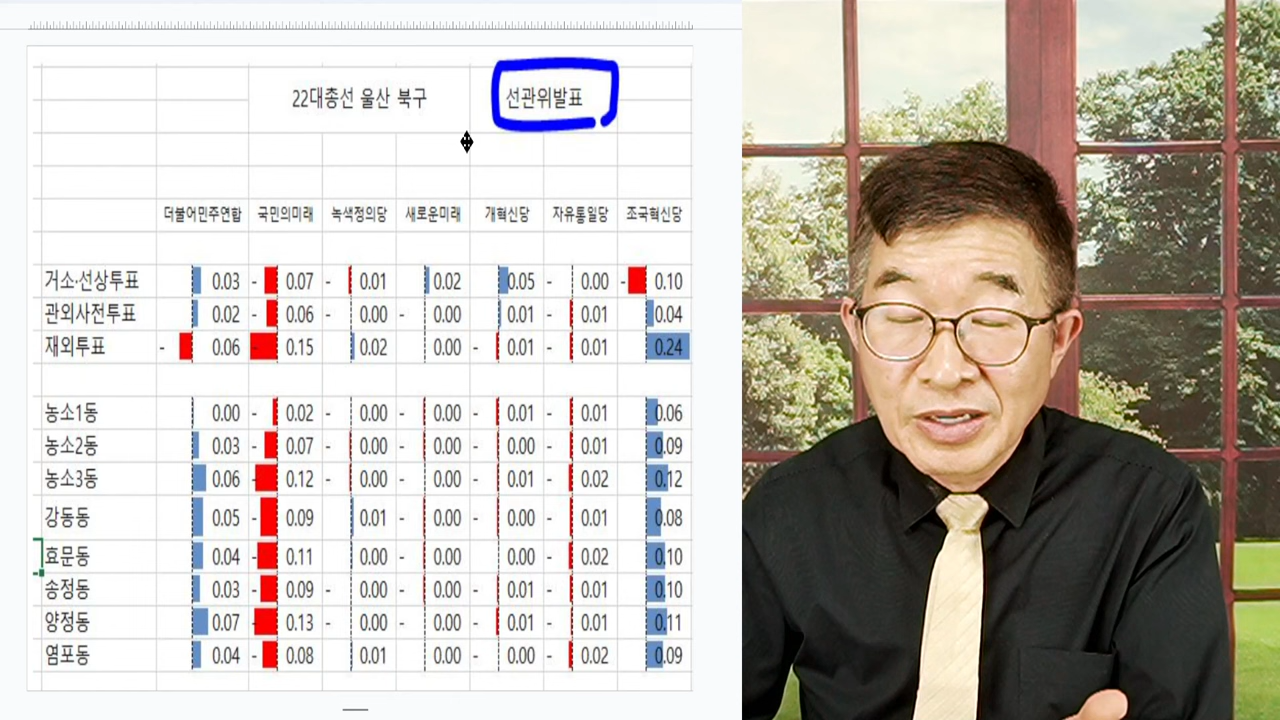 22대총선 울산 북구 선관위발표
더불어민주연합 국민의미래 녹색정의당 새로운미래 개혁신당 자유통일당 조국혁신당
거소·선상투표 0.03 - 0.07 - 0.01 0.02 0.05 - 0.00 - 0.10
관외사전투표 0.02 - 0.06 - 0.00 - 0.00 0.01 - 0.01 0.04
재외투표 - 0.06 - 0.15 0.02 0.00 - 0.01 - 0.01 0.24
농소1동 0.00 - 0.02 - 0.00 - 0.00 - 0.01 - 0.01 0.06
농소2동 0.03 - 0.07 - 0.00 - 0.00 - 0.00 - 0.01 0.09
농소3동 0.06 - 0.12 - 0.00 - 0.00 - 0.01 - 0.02 0.12
강동동 0.05 - 0.09 0.01 - 0.00 - 0.00 - 0.01 0.08
효문동 0.04 - 0.11 0.00 - 0.00 0.00 - 0.02 0.10
송정동 0.03 - 0.09 - 0.00 - 0.00 - 0.01 - 0.01 0.10
양정동 0.07 - 0.13 - 0.00 0.00 - 0.01 - 0.01 0.11
염포동 0.04 - 0.08 0.01 0.00 - 0.00 - 0.02 0.09